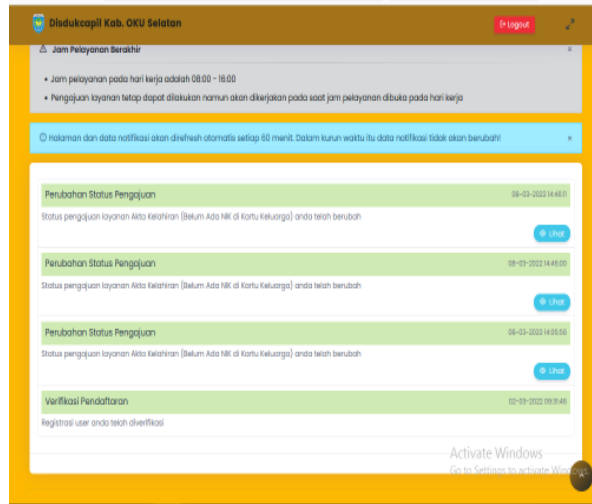 Disdukcapil Kab. OKU Selatan
Logout
Jam Pelayanan Berakhir
Jam pelayanan pada hari kerja adalah 08:00 - 16:00
Pengajuan layanan tetap dapat dilakukan namun akan dikerjakan pada saat jam pelayanan dibuka pada hari kerja
Halaman dan data notifikasi akan direfresh otomatis setiap 60 menit. Dalam kurun waktu itu data notifikasi tidak akan berubah!
Perubahan Status Pengajuan
Status pengajuan layanan Akta Kelahiran (Belum Ada NIK di Kartu Keluarga) anda telah berubah
Lihat
Perubahan Status Pengajuan
Status pengajuan layanan Akta Kelahiran (Belum Ada NIK di Kartu Keluarga) anda telah berubah
Lihat
Perubahan Status Pengajuan
Status pengajuan layanan Akta Kelahiran (Belum Ada NIK di Kartu Keluarga) anda telah berubah
Lihat
Verifikasi Pendaftaran
Registrasi user anda telah diverifikasi
Activate Windows
Go to Settings to activate Windows.